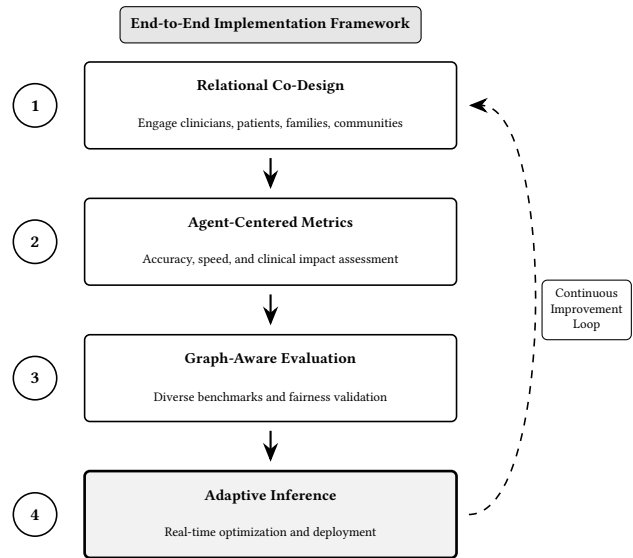 End-to-End Implementation Framework
1
Relational Co-Design
Engage clinicians, patients, families, communities
2
Agent-Centered Metrics
Accuracy, speed, and clinical impact assessment
Continuous
Improvement
Loop
3
Graph-Aware Evaluation
Diverse benchmarks and fairness validation
4
Adaptive Inference
Real-time optimization and deployment